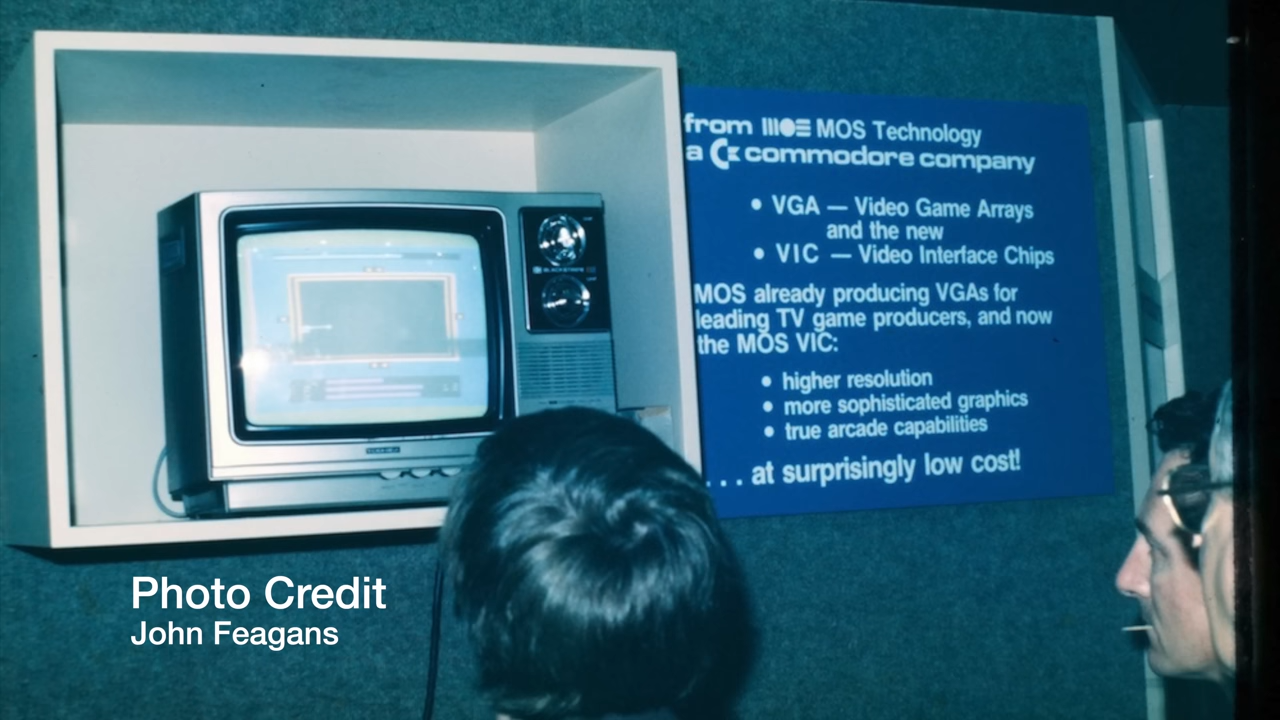 from MOS MOS Technology
a commodore company
• VGA — Video Game Arrays
and the new
• VIC — Video Interface Chips
MOS already producing VGAs for
leading TV game producers, and now
the MOS VIC:
• higher resolution
• more sophisticated graphics
• true arcade capabilities
. . . at surprisingly low cost!
BLACKSTRIPE
Photo Credit
John Feagans